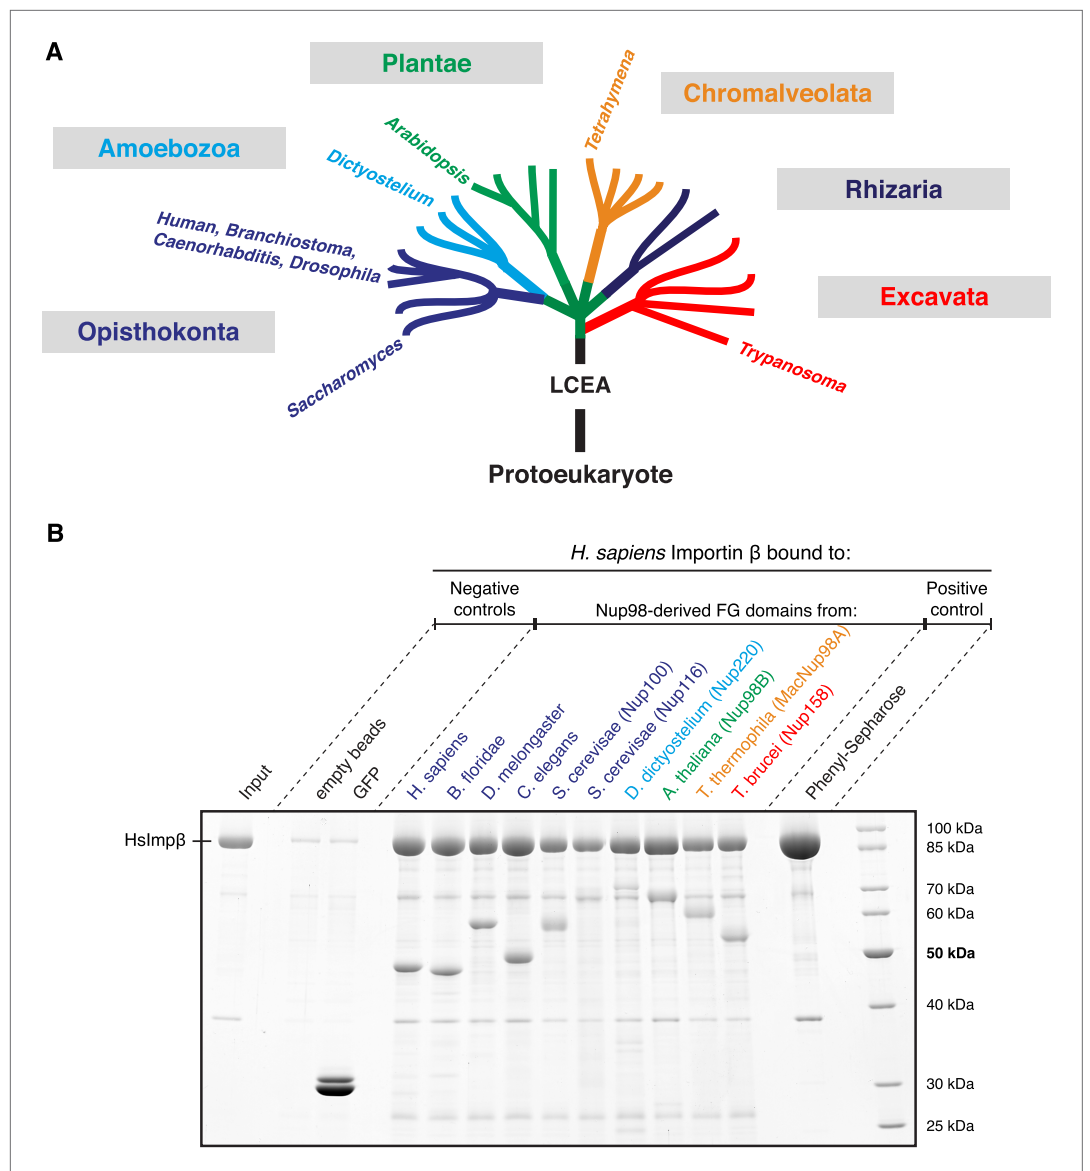 A
Plantae
Chromalveolata
Amoebozoa
Rhizaria
Excavata
Opisthokonta
Tetrahymena
Arabidopsis
Dictyostelium
Human, Branchiostoma,
Caenorhabditis, Drosophila
Saccharomyces
Trypanosoma
LCEA
Protoeukaryote
B
H. sapiens Importin β bound to:
Negative
controls
Nup98-derived FG domains from:
Positive
control
Input
empty beads
GFP
H. sapiens
B. floridae
D. melongaster
C. elegans
S. cerevisae (Nup100)
S. cerevisae (Nup116)
D. dictyostelium (Nup220)
A. thaliana (Nup98B)
T. thermophila (MacNup98A)
T. brucei (Nup158)
Phenyl-Sepharose
HsImpβ
100 kDa
85 kDa
70 kDa
60 kDa
50 kDa
40 kDa
30 kDa
25 kDa